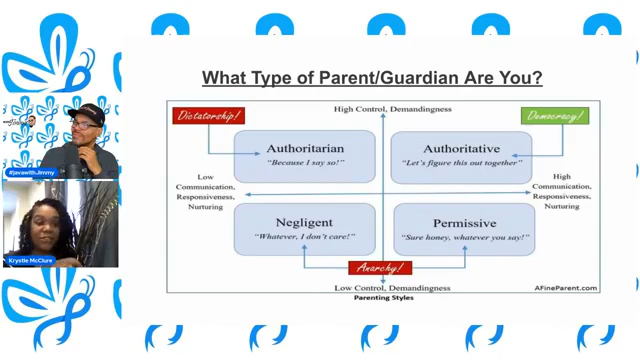 What Type of Parent/Guardian Are You?
Dictatorship!
High Control, Demandingness
Democracy!
Authoritarian
"Because I say so!"
Authoritative
"Let's figure this out together"
Low
Communication,
Responsiveness,
Nurturing
High
Communication,
Responsiveness,
Nurturing
Negligent
"Whatever, I don't care!"
Permissive
"Sure honey, whatever you say!"
Anarchy!
Low Control, Demandingness
AFineParent.com
Parenting Styles
#javawithJimmy
Krystie McClure